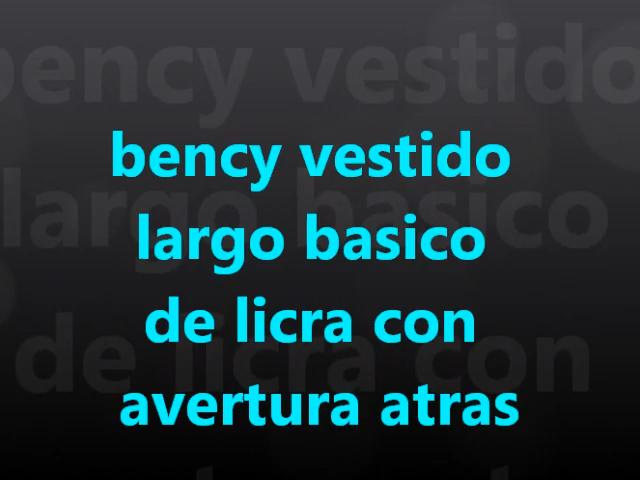 bency vestido
largo basico
de licra con
avertura atras